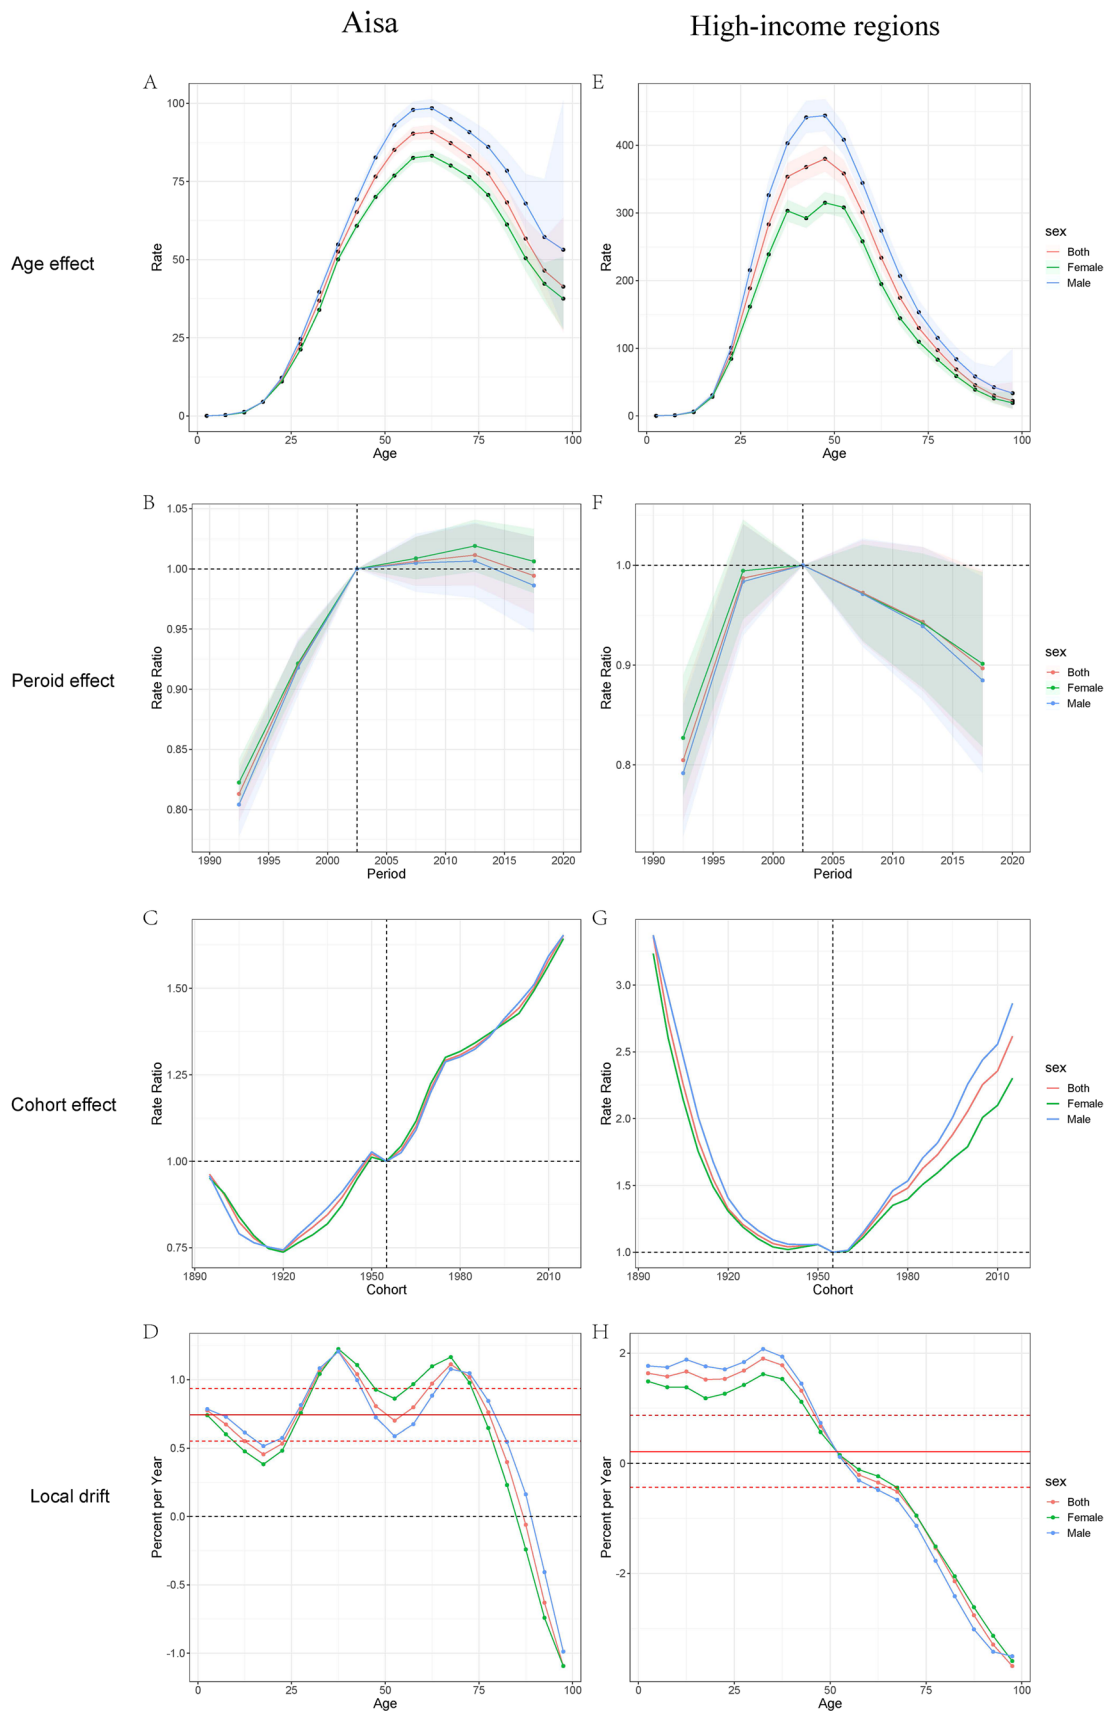 Aisa
High-income regions
Age effect
A
Rate
100
75
50
25
0
0
25
50
75
100
Age
E
Rate
400
300
200
100
0
0
25
50
75
100
Age
sex
Both
Female
Male
Peroid effect
B
Rate Ratio
1.05
1.00
0.95
0.90
0.85
0.80
1990
1995
2000
2005
2010
2015
2020
Period
F
Rate Ratio
1.0
0.9
0.8
1990
1995
2000
2005
2010
2015
2020
Period
sex
Both
Female
Male
Cohort effect
C
Rate Ratio
1.50
1.25
1.00
0.75
1890
1920
1950
1980
2010
Cohort
G
Rate Ratio
3.0
2.5
2.0
1.5
1.0
1890
1920
1950
1980
2010
Cohort
sex
Both
Female
Male
Local drift
D
Percent per Year
1.0
0.5
0.0
-0.5
-1.0
0
25
50
75
100
Age
H
Percent per Year
2
0
-2
0
25
50
75
100
Age
sex
Both
Female
Male